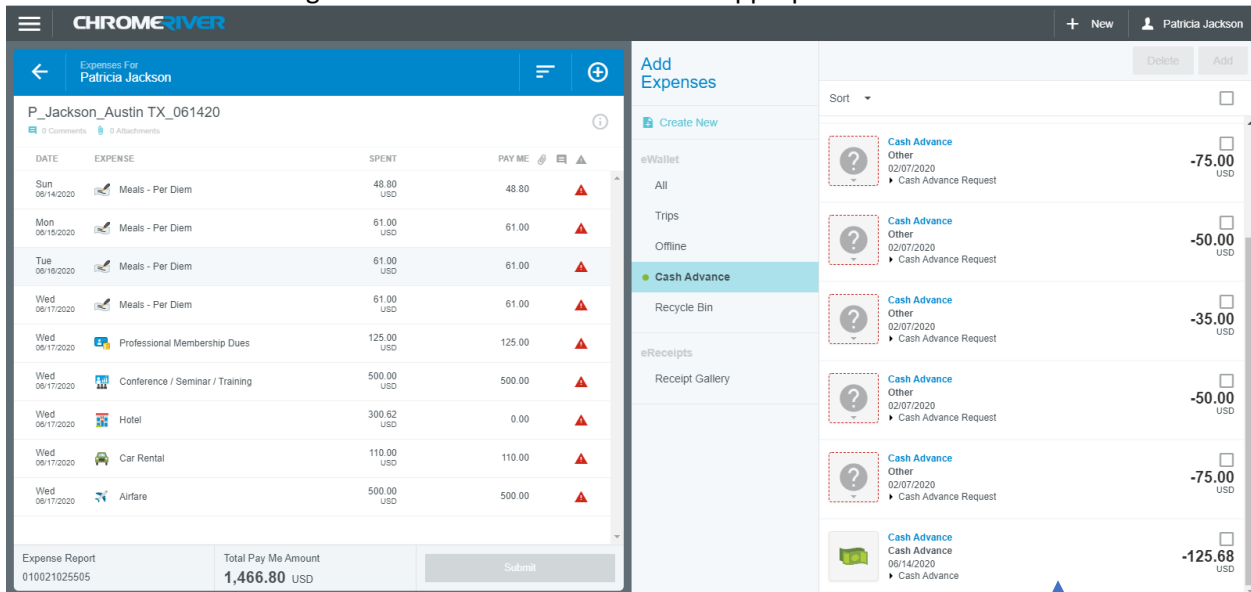 CHROMERIVER
+ New Patricia Jackson
Expenses For
Patricia Jackson
P_Jackson_Austin TX_061420
0 Comments 0 Attachments
DATE EXPENSE SPENT PAY ME
Sun 06/14/2020 Meals - Per Diem 48.80 USD 48.80
Mon 06/15/2020 Meals - Per Diem 61.00 USD 61.00
Tue 06/16/2020 Meals - Per Diem 61.00 USD 61.00
Wed 06/17/2020 Meals - Per Diem 61.00 USD 61.00
Wed 06/17/2020 Professional Membership Dues 125.00 USD 125.00
Wed 06/17/2020 Conference / Seminar / Training 500.00 USD 500.00
Wed 06/17/2020 Hotel 300.62 USD 0.00
Wed 06/17/2020 Car Rental 110.00 USD 110.00
Wed 06/17/2020 Airfare 500.00 USD 500.00
Expense Report
010021025505
Total Pay Me Amount
1,466.80 USD
Submit
Add
Expenses
Create New
eWallet
All
Trips
Offline
Cash Advance
Recycle Bin
eReceipts
Receipt Gallery
Delete Add
Sort
Cash Advance
Other
02/07/2020
Cash Advance Request
-75.00
USD
Cash Advance
Other
02/07/2020
Cash Advance Request
-50.00
USD
Cash Advance
Other
02/07/2020
Cash Advance Request
-35.00
USD
Cash Advance
Other
02/07/2020
Cash Advance Request
-50.00
USD
Cash Advance
Other
02/07/2020
Cash Advance Request
-75.00
USD
Cash Advance
Cash Advance
06/14/2020
Cash Advance
-125.68
USD